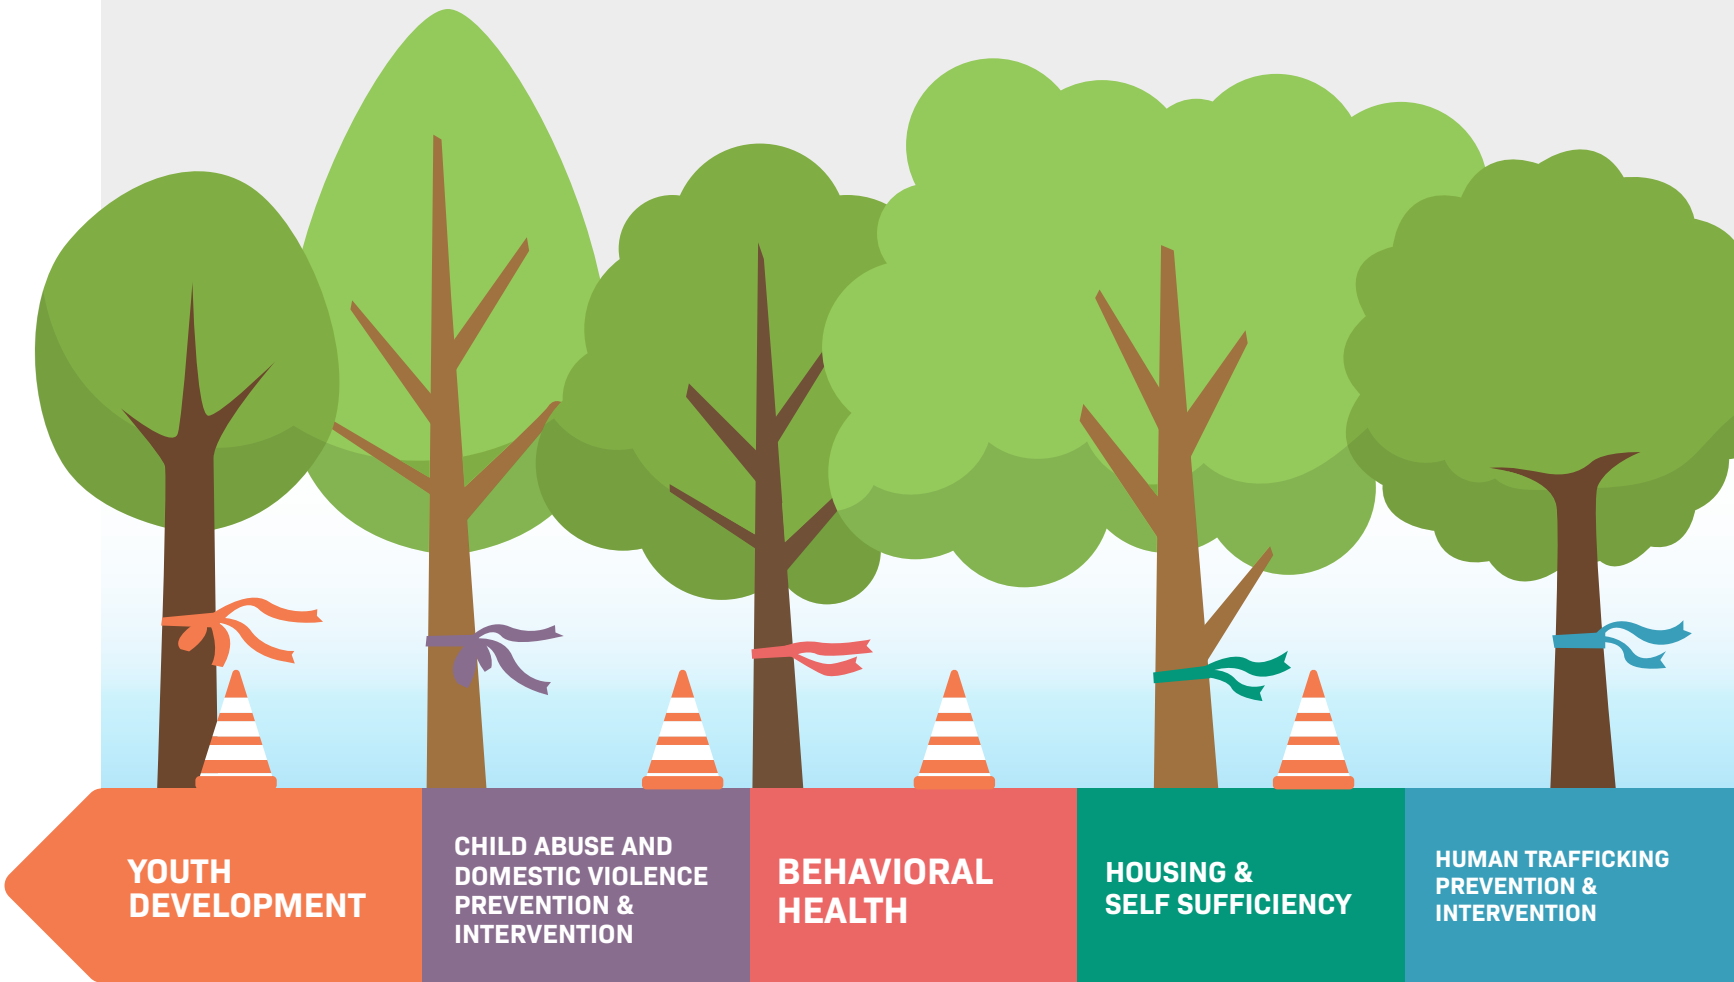 YOUTH
DEVELOPMENT
CHILD ABUSE AND
DOMESTIC VIOLENCE
PREVENTION &
INTERVENTION
BEHAVIORAL
HEALTH
HOUSING &
SELF SUFFICIENCY
HUMAN TRAFFICKING
PREVENTION &
INTERVENTION